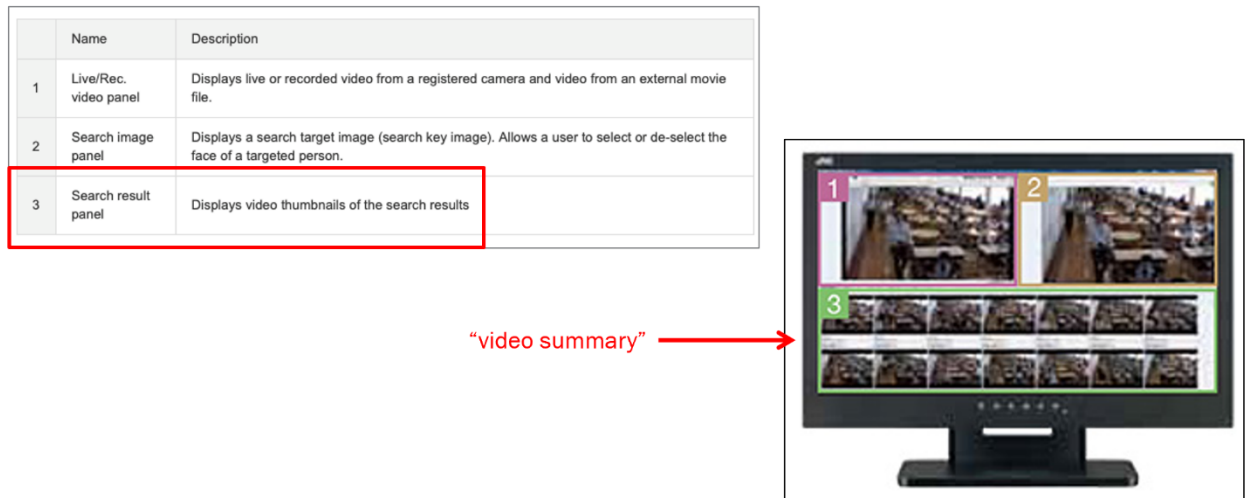 Name Description
1 Live/Rec. video panel Displays live or recorded video from a registered camera and video from an external movie
file.
2 Search image panel Displays a search target image (search key image). Allows a user to select or de-select the
face of a targeted person.
3 Search result panel Displays video thumbnails of the search results
1 2
3
“video summary”